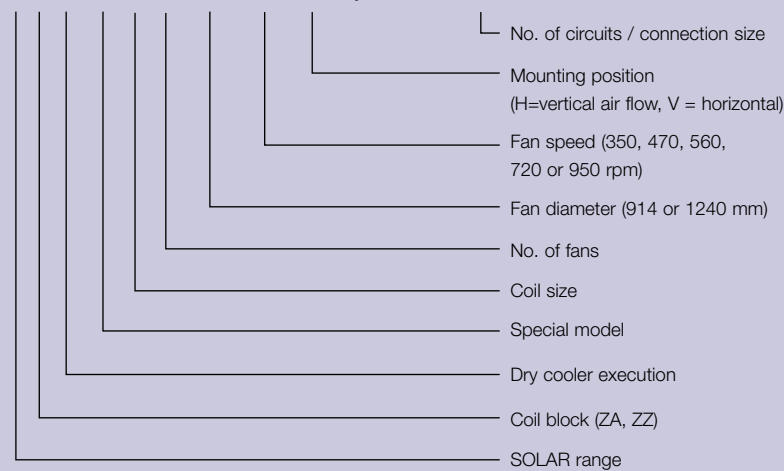 No. of circuits / connection size
Mounting position
(H=vertical air flow, V = horizontal)
Fan speed (350, 470, 560,
720 or 950 rpm)
Fan diameter (914 or 1240 mm)
No. of fans
Coil size
Special model
Dry cooler execution
Coil block (ZA, ZZ)
SOLAR range